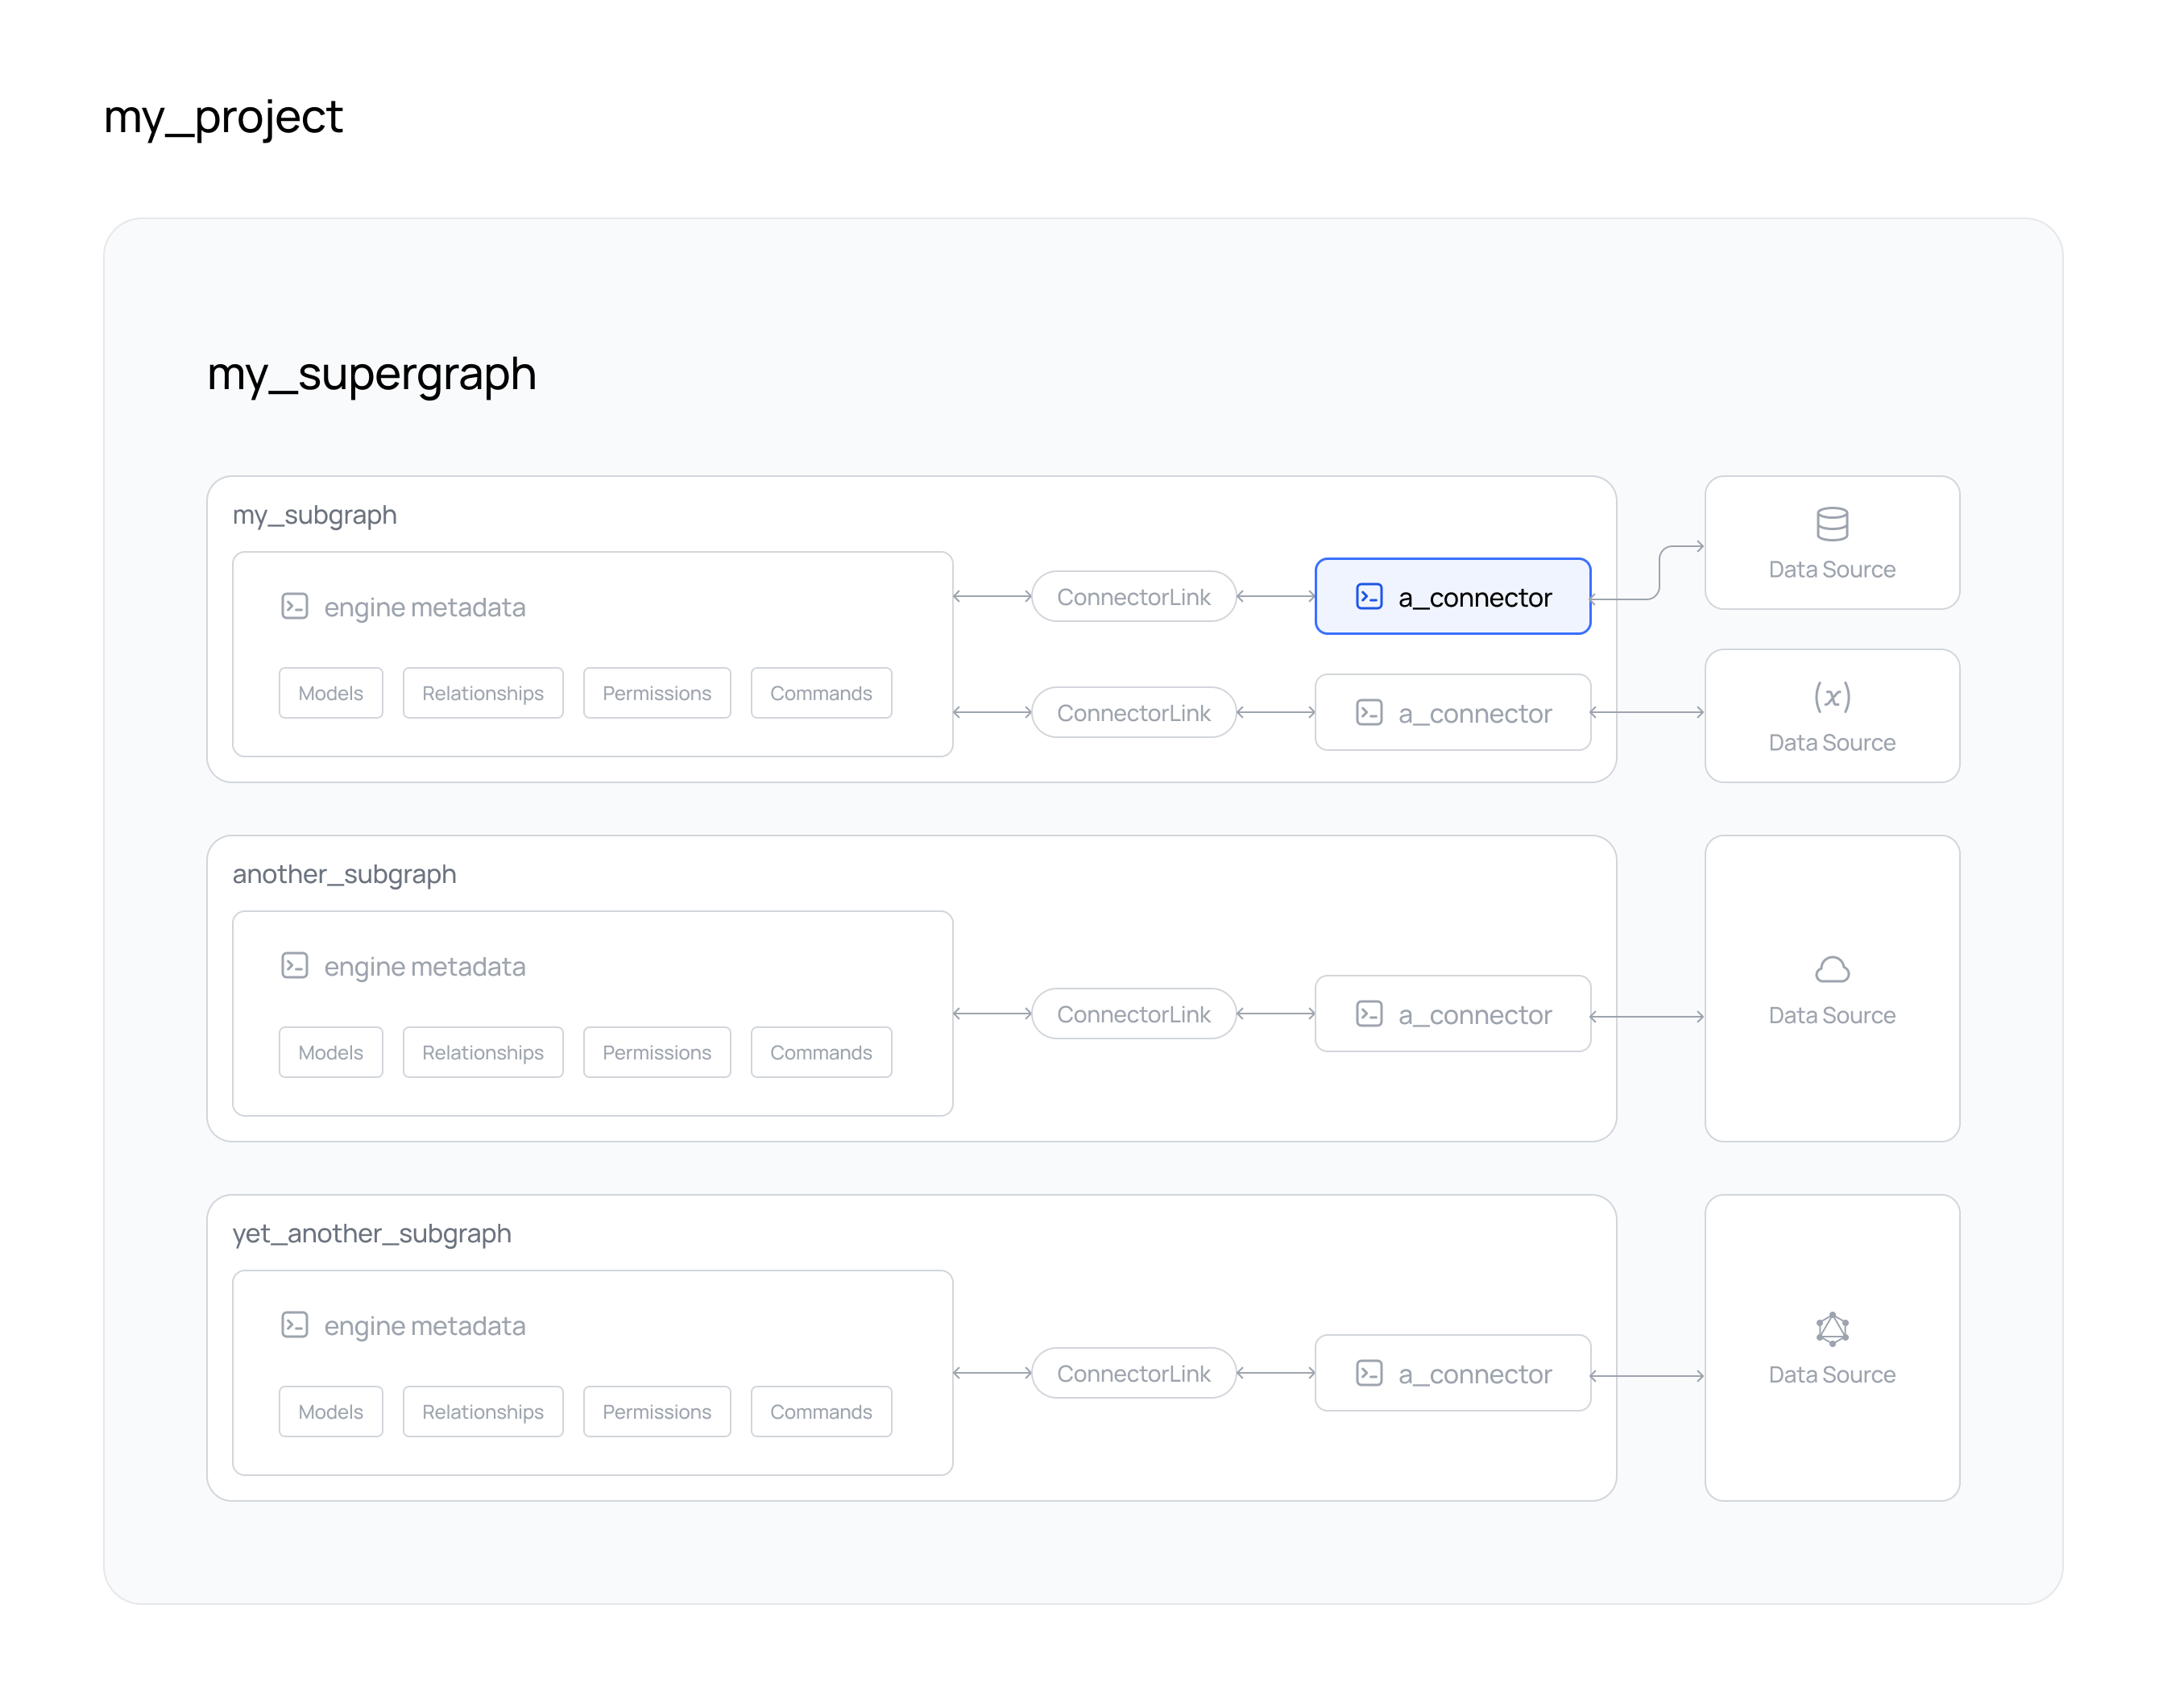 my_project
my_supergraph
my_subgraph
engine metadata
Models
Relationships
Permissions
Commands
ConnectorLink
a_connector
ConnectorLink
a_connector
Data Source
(x)
Data Source
another_subgraph
engine metadata
Models
Relationships
Permissions
Commands
ConnectorLink
a_connector
Data Source
yet_another_subgraph
engine metadata
Models
Relationships
Permissions
Commands
ConnectorLink
a_connector
Data Source